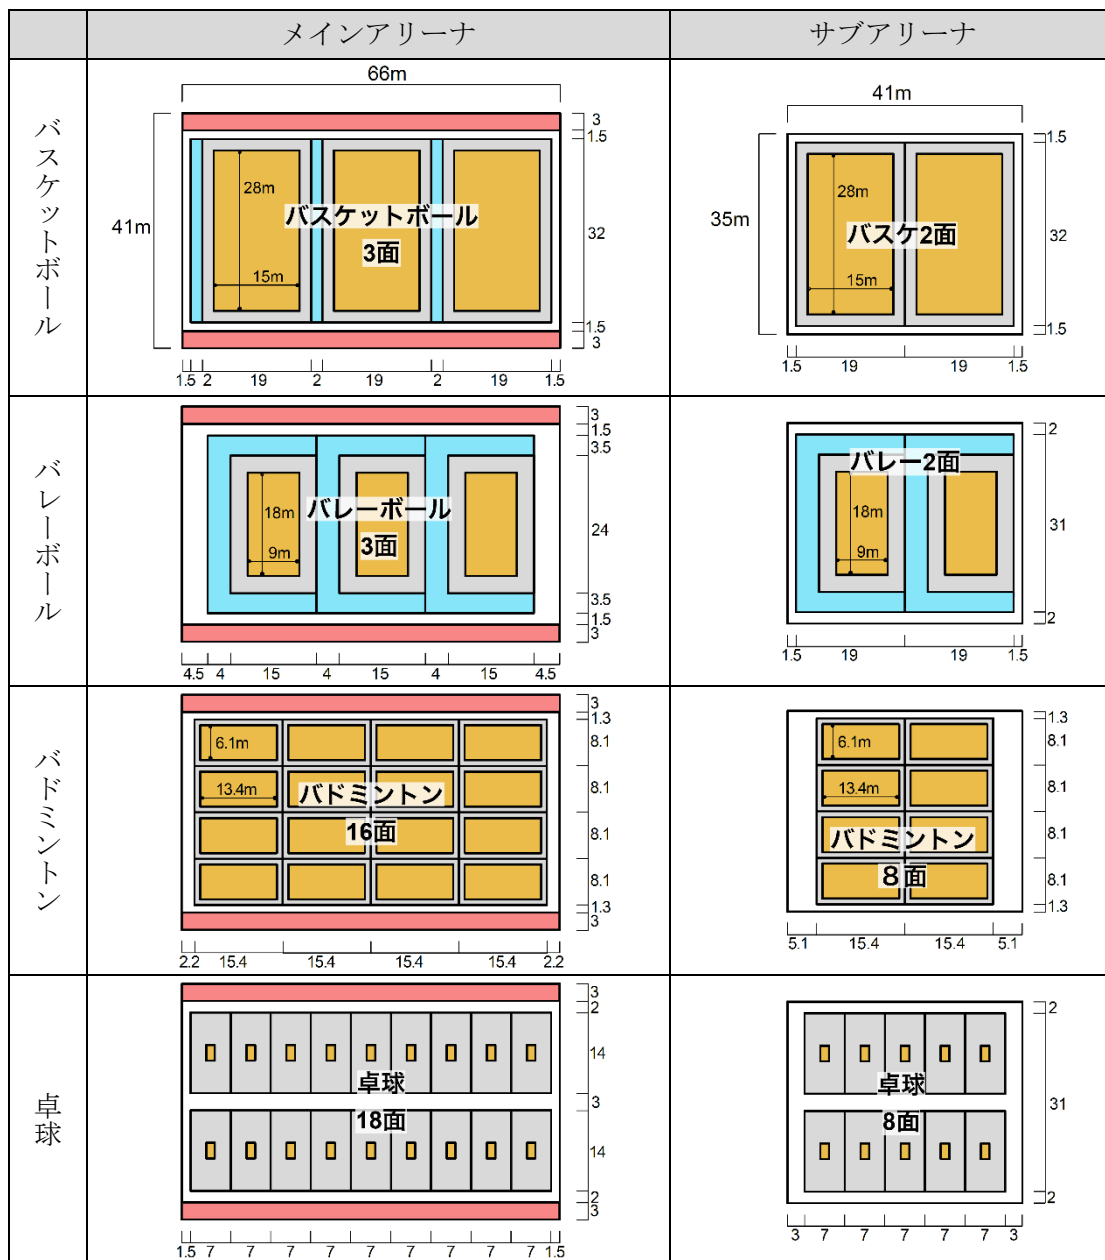 メインアリーナ
サブアリーナ
バスケットボール
66m
41m
3
1.5
28m
バスケットボール
3面
32
15m
1.5
3
1.5 2 19 2 19 2 19 1.5
41m
35m
1.5
28m
バスケ2面
32
15m
1.5
1.5 19 19 1.5
バレーボール
3
1.5
3.5
18m
バレーボール
24
9m
3面
3.5
1.5
3
4.5 4 15 4 15 4 15 4.5
2
バレー2面
18m
31
9m
2
1.5 19 19 1.5
バドミントン
3
1.3
6.1m
8.1
13.4m
バドミントン
8.1
16面
8.1
8.1
1.3
3
2.2 15.4 15.4 15.4 15.4 2.2
1.3
6.1m
8.1
13.4m
8.1
バドミントン
8.1
８面
8.1
1.3
5.1 15.4 15.4 5.1
卓球
3
2
14
卓球
3
18面
14
2
3
1.5 7 7 7 7 7 7 7 7 7 1.5
2
卓球
31
8面
2
3 7 7 7 7 7 3